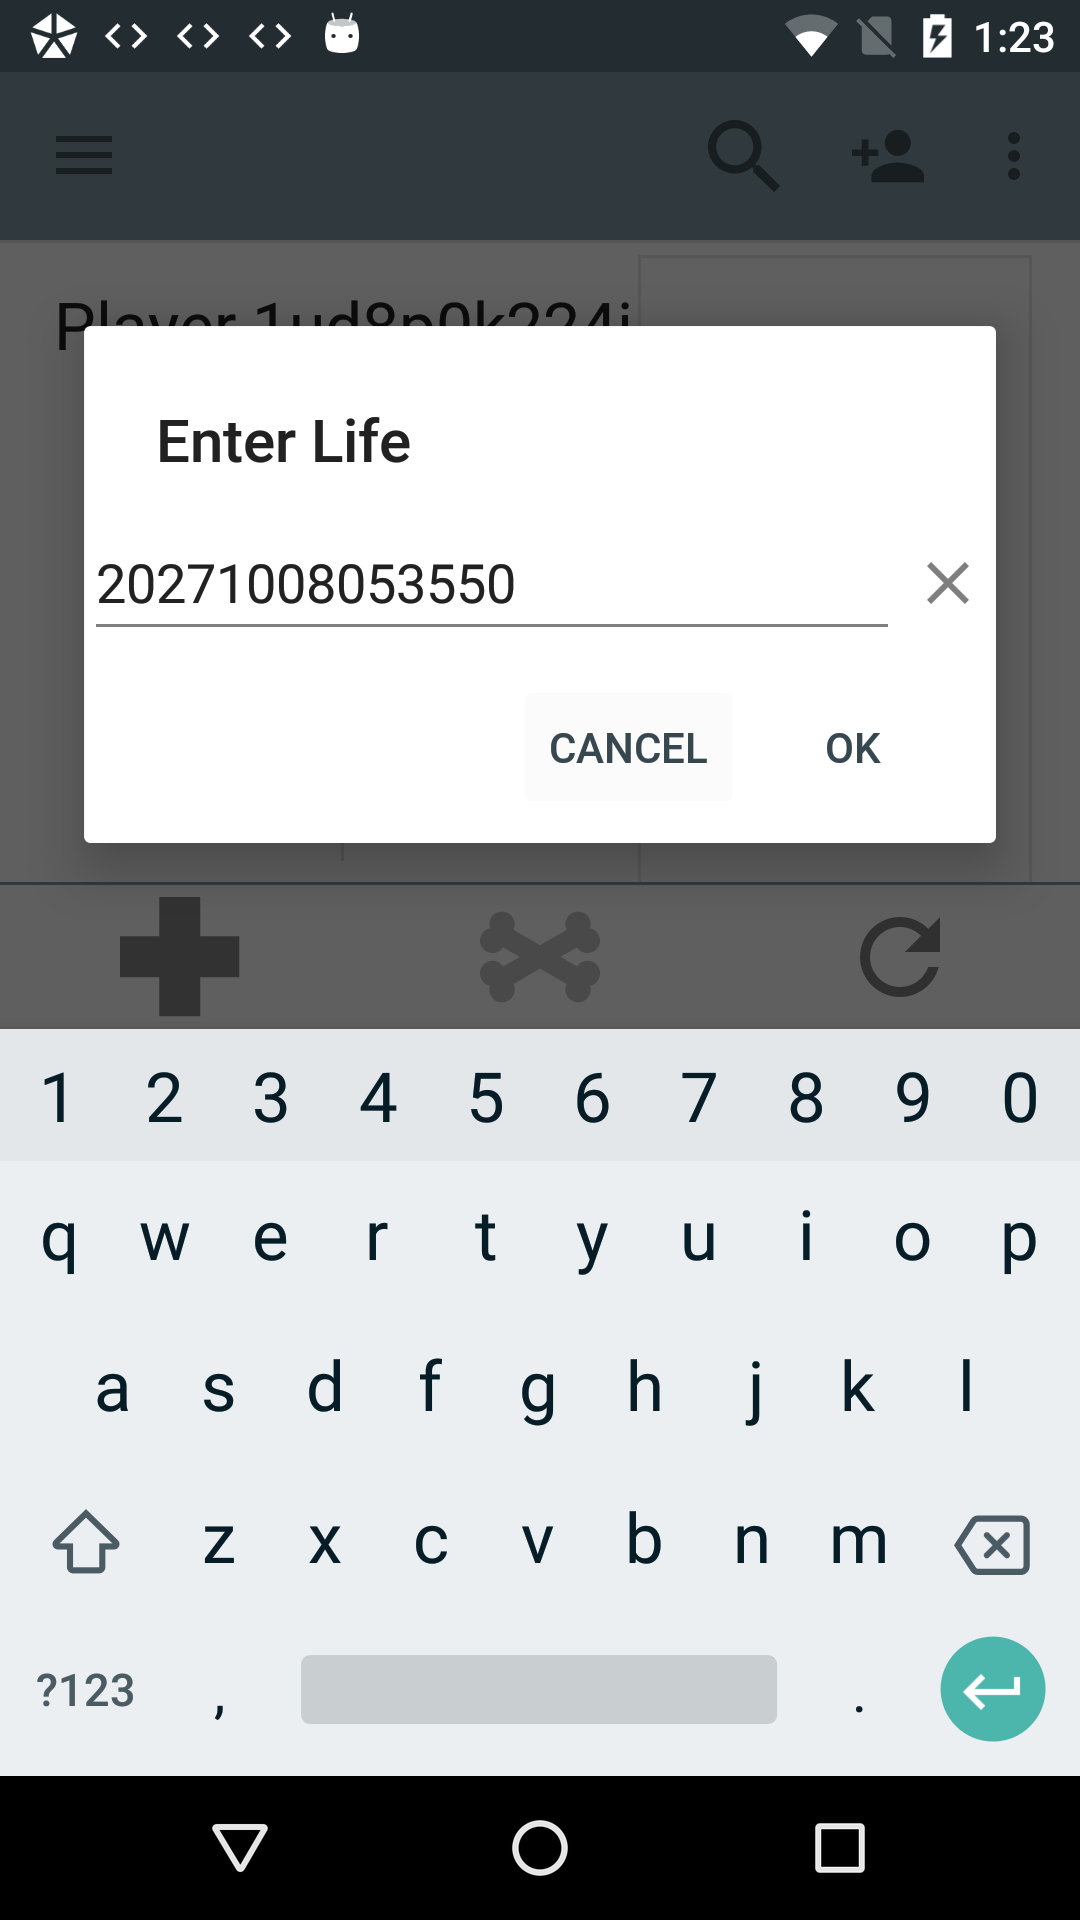 1:23
Player 1ud8p0k224i
Enter Life
20271008053550
CANCEL OK
1 2 3 4 5 6 7 8 9 0
q w e r t y u i o p
a s d f g h j k l
z x c v b n m
?123 , .